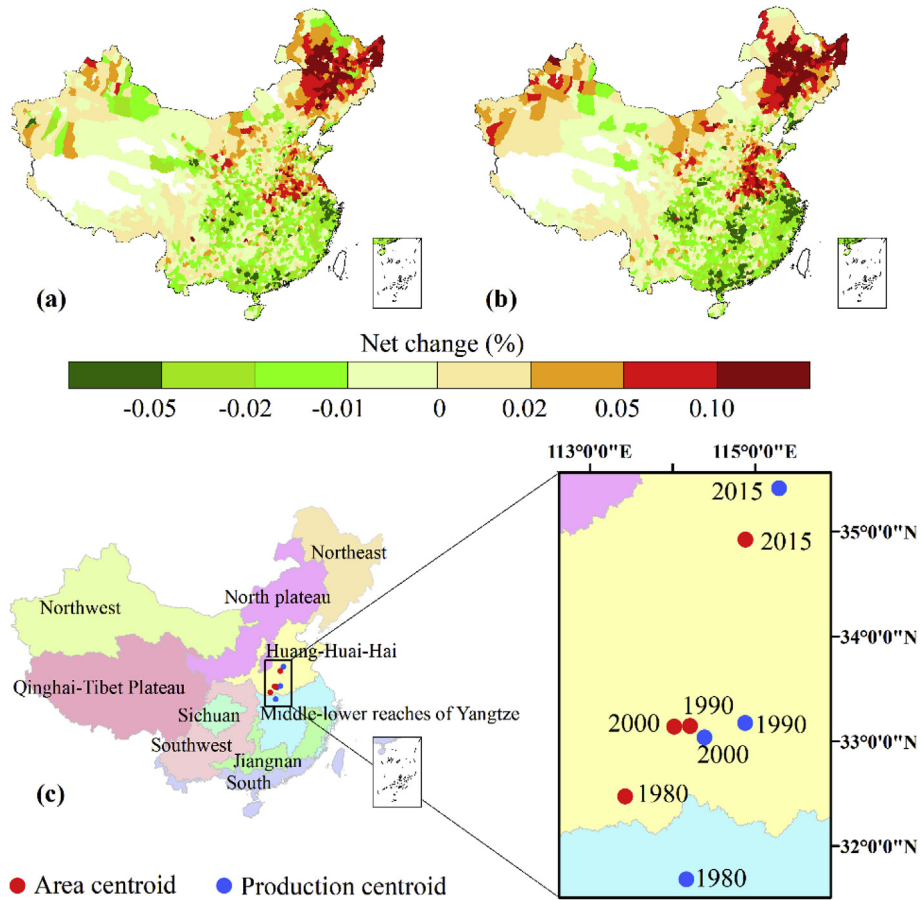 (a)
(b)
Net change (%)
-0.05 -0.02 -0.01 0 0.02 0.05 0.10
113°0'0"E 115°0'0"E
2015
2015
35°0'0"N
34°0'0"N
1990
2000 1990
33°0'0"N
2000
1980
32°0'0"N
1980
Northeast
North plateau
Northwest
Huang-Huai-Hai
Qinghai-Tibet Plateau
Sichuan
Middle-lower reaches of Yangtze
Southwest
Jiangnan
South
(c)
Area centroid Production centroid